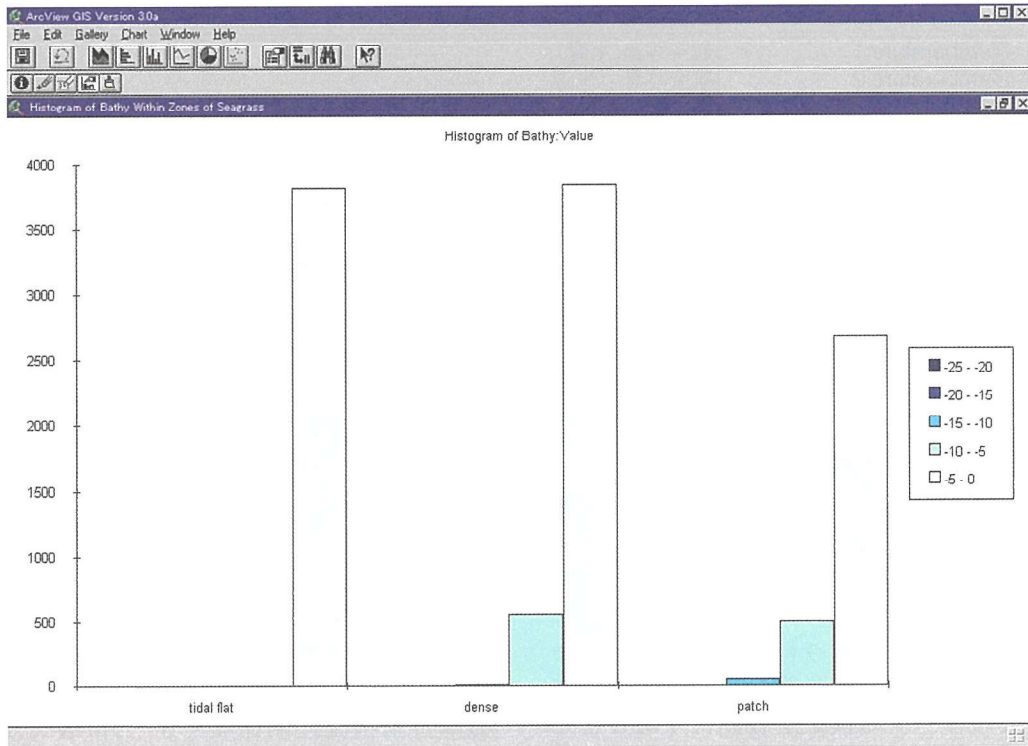 ArcView GIS Version 3.0a
File Edit Gallery Chart Window Help
Histogram of Bathy Within Zones of Seagrass
Histogram of Bathy:Value
4000
3500
3000
2500
2000
1500
1000
500
0
tidal flat dense patch
-25 - -20
-20 - -15
-15 - -10
-10 - -5
-5 - 0